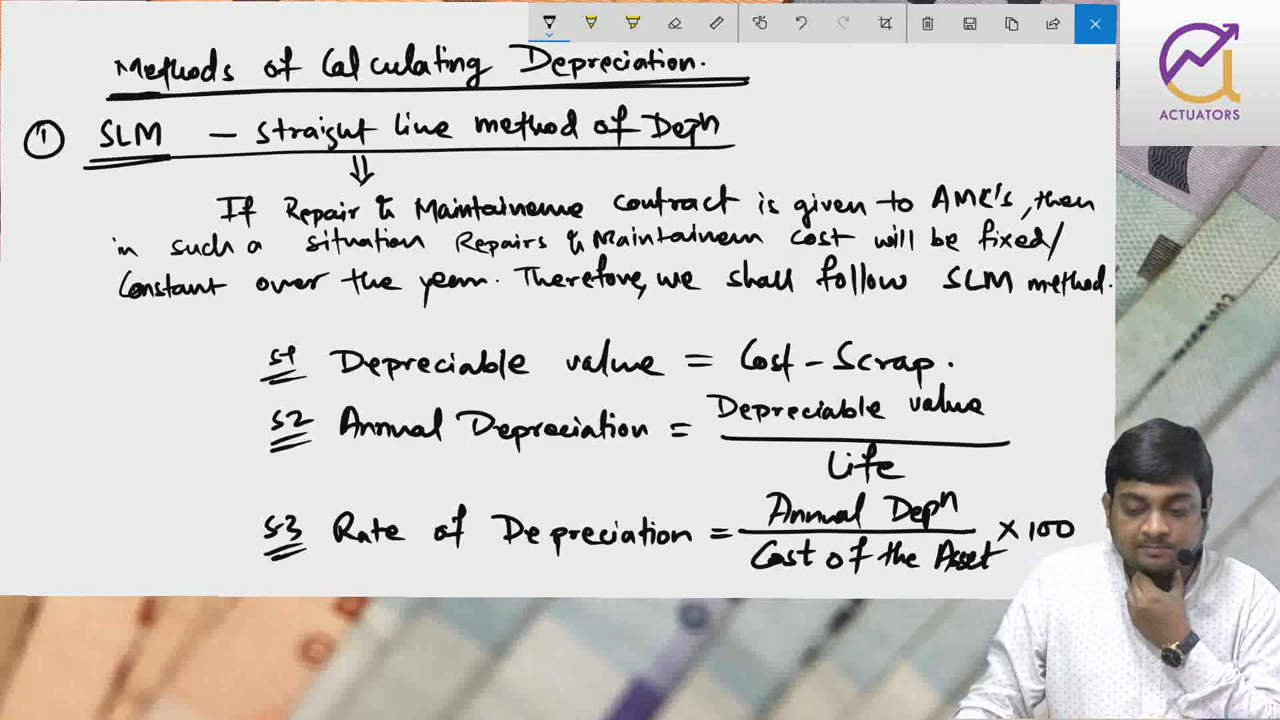 Methods of Calculating Depreciation.
① SLM – Straight line method of Depn
⇓
If Repair & Maintainence contract is given to AMC's, then
in such a situation Repairs & Maintainem cost will be fixed/
Constant over the year. Therefore, we shall follow SLM method.
S1 Depreciable value = Cost - Scrap.
S2 Annual Depreciation = Depreciable value
Life
S3 Rate of Depreciation = Annual Depn × 100
Cost of the Asset
ACTUATORS